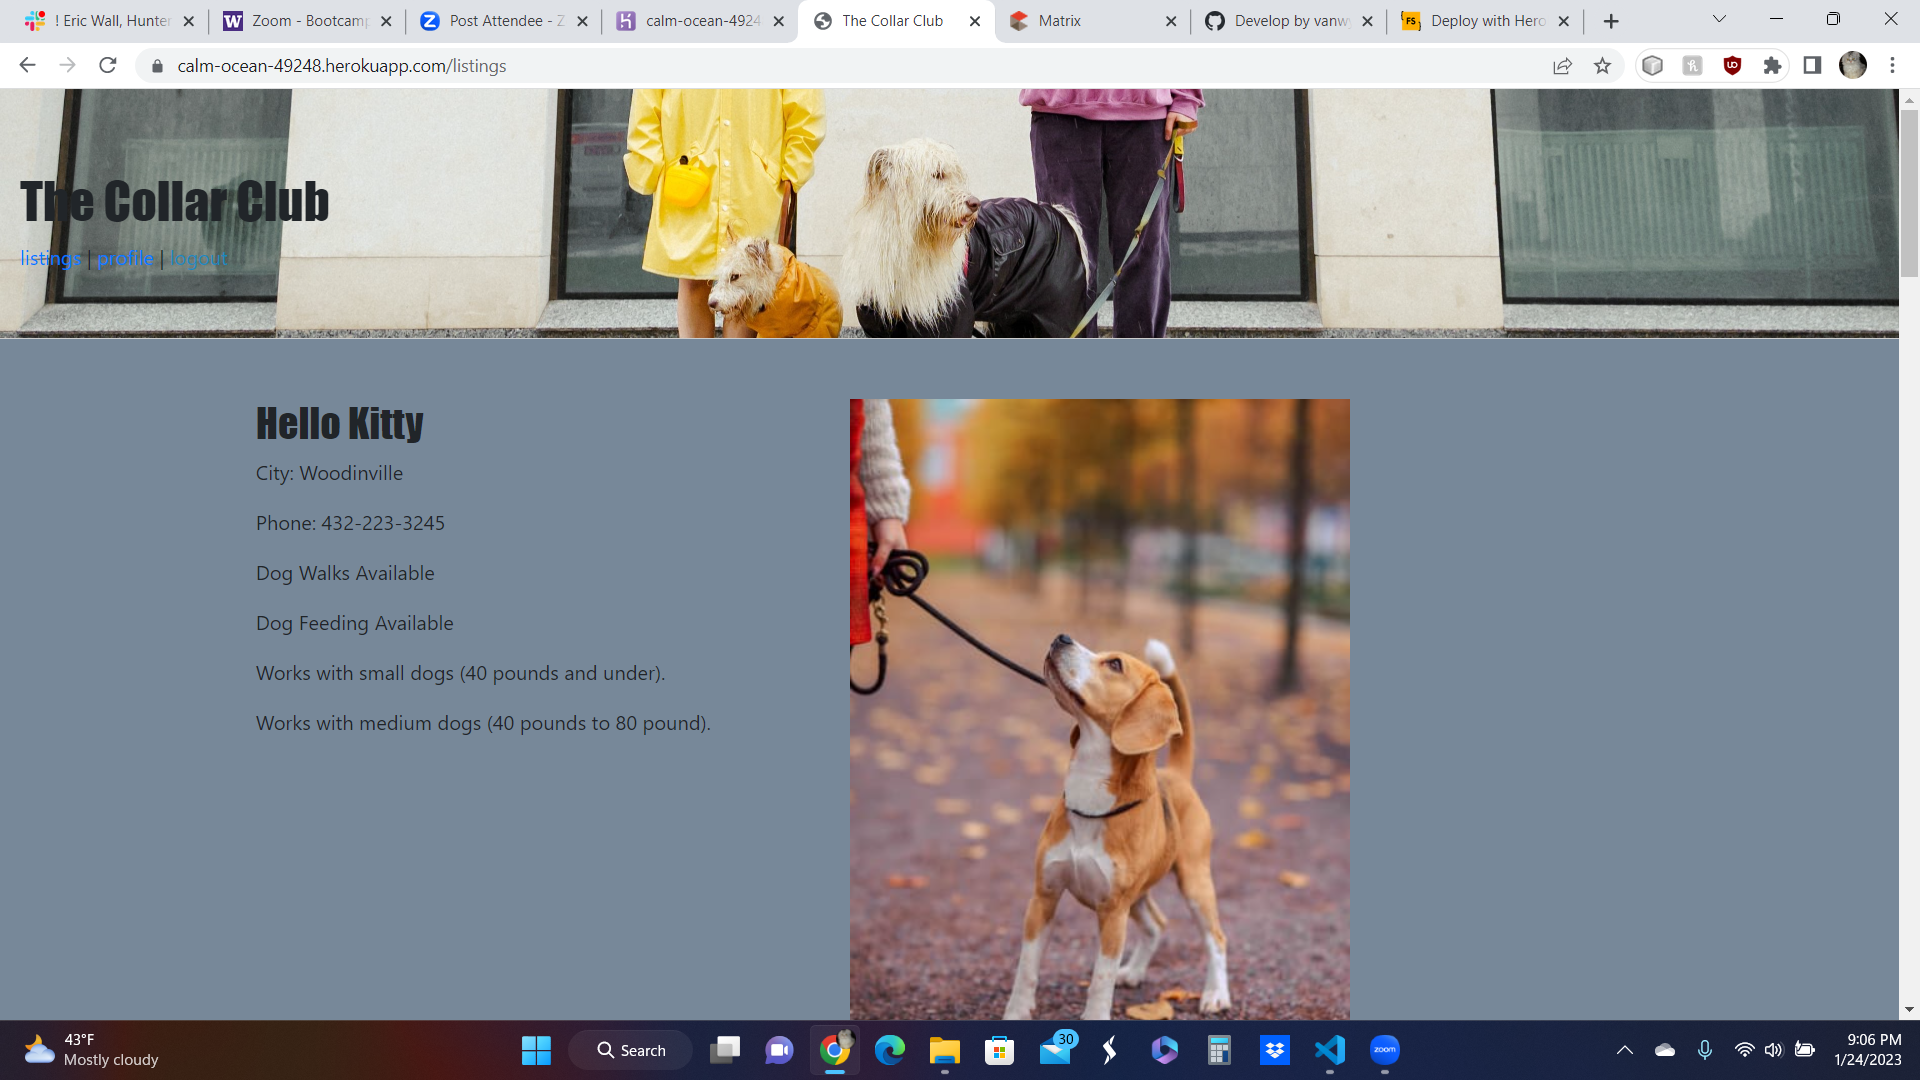 ! Eric Wall, Hunter
Zoom - Bootcamp
Post Attendee - Z
calm-ocean-4924
The Collar Club
Matrix
Develop by vanw
Deploy with Hero
calm-ocean-49248.herokuapp.com/listings
The Collar Club
listings | profile | logout
Hello Kitty
City: Woodinville
Phone: 432-223-3245
Dog Walks Available
Dog Feeding Available
Works with small dogs (40 pounds and under).
Works with medium dogs (40 pounds to 80 pound).
43°F
Mostly cloudy
Search
30
zoom
9:06 PM
1/24/2023